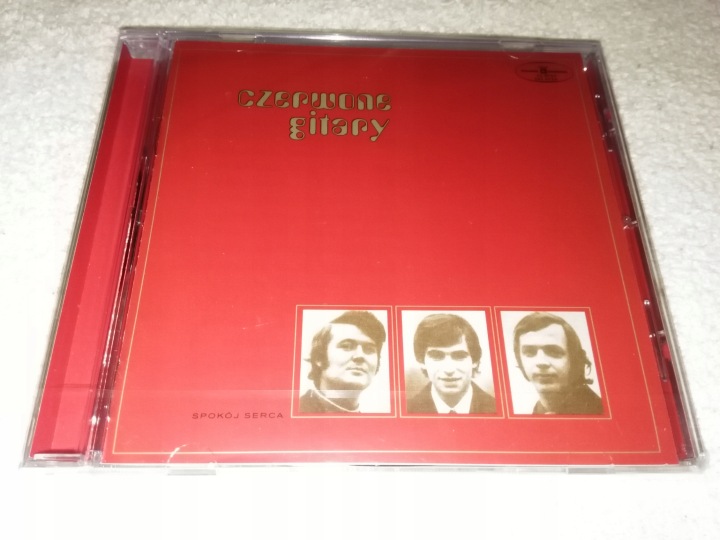 czerwone
gitary
SPOKÓJ SERCA